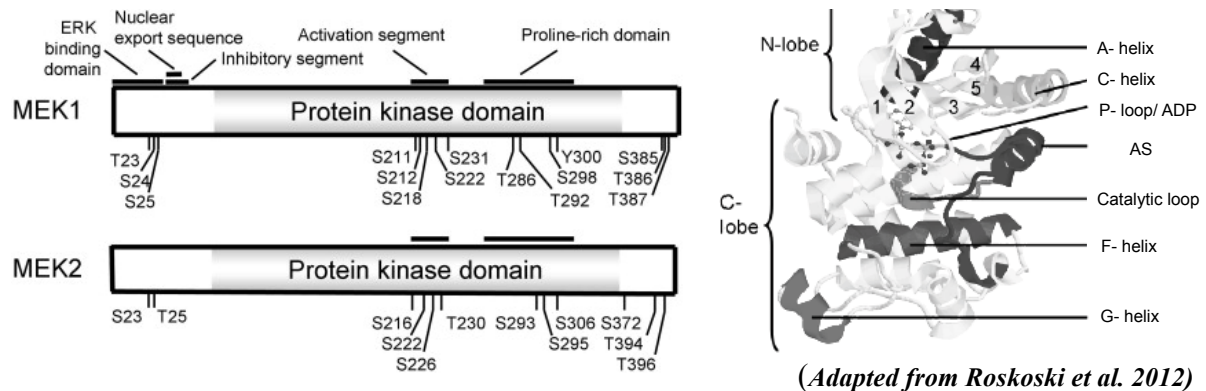 Nuclear
export sequence
ERK
binding
domain
Inhibitory segment
Activation segment
Proline-rich domain
MEK1
Protein kinase domain
T23
S24
S25
S211
S212
S218
S231
S222
T286
Y300
S298
T292
S385
T386
T387
MEK2
Protein kinase domain
S23
T25
S216
S222
S226
T230
S293
S306
S295
S372
T394
T396
N-lobe
A- helix
4
5
C- helix
1
2
3
P- loop/ ADP
AS
C-
lobe
Catalytic loop
F- helix
G- helix
(Adapted from Roskoski et al. 2012)